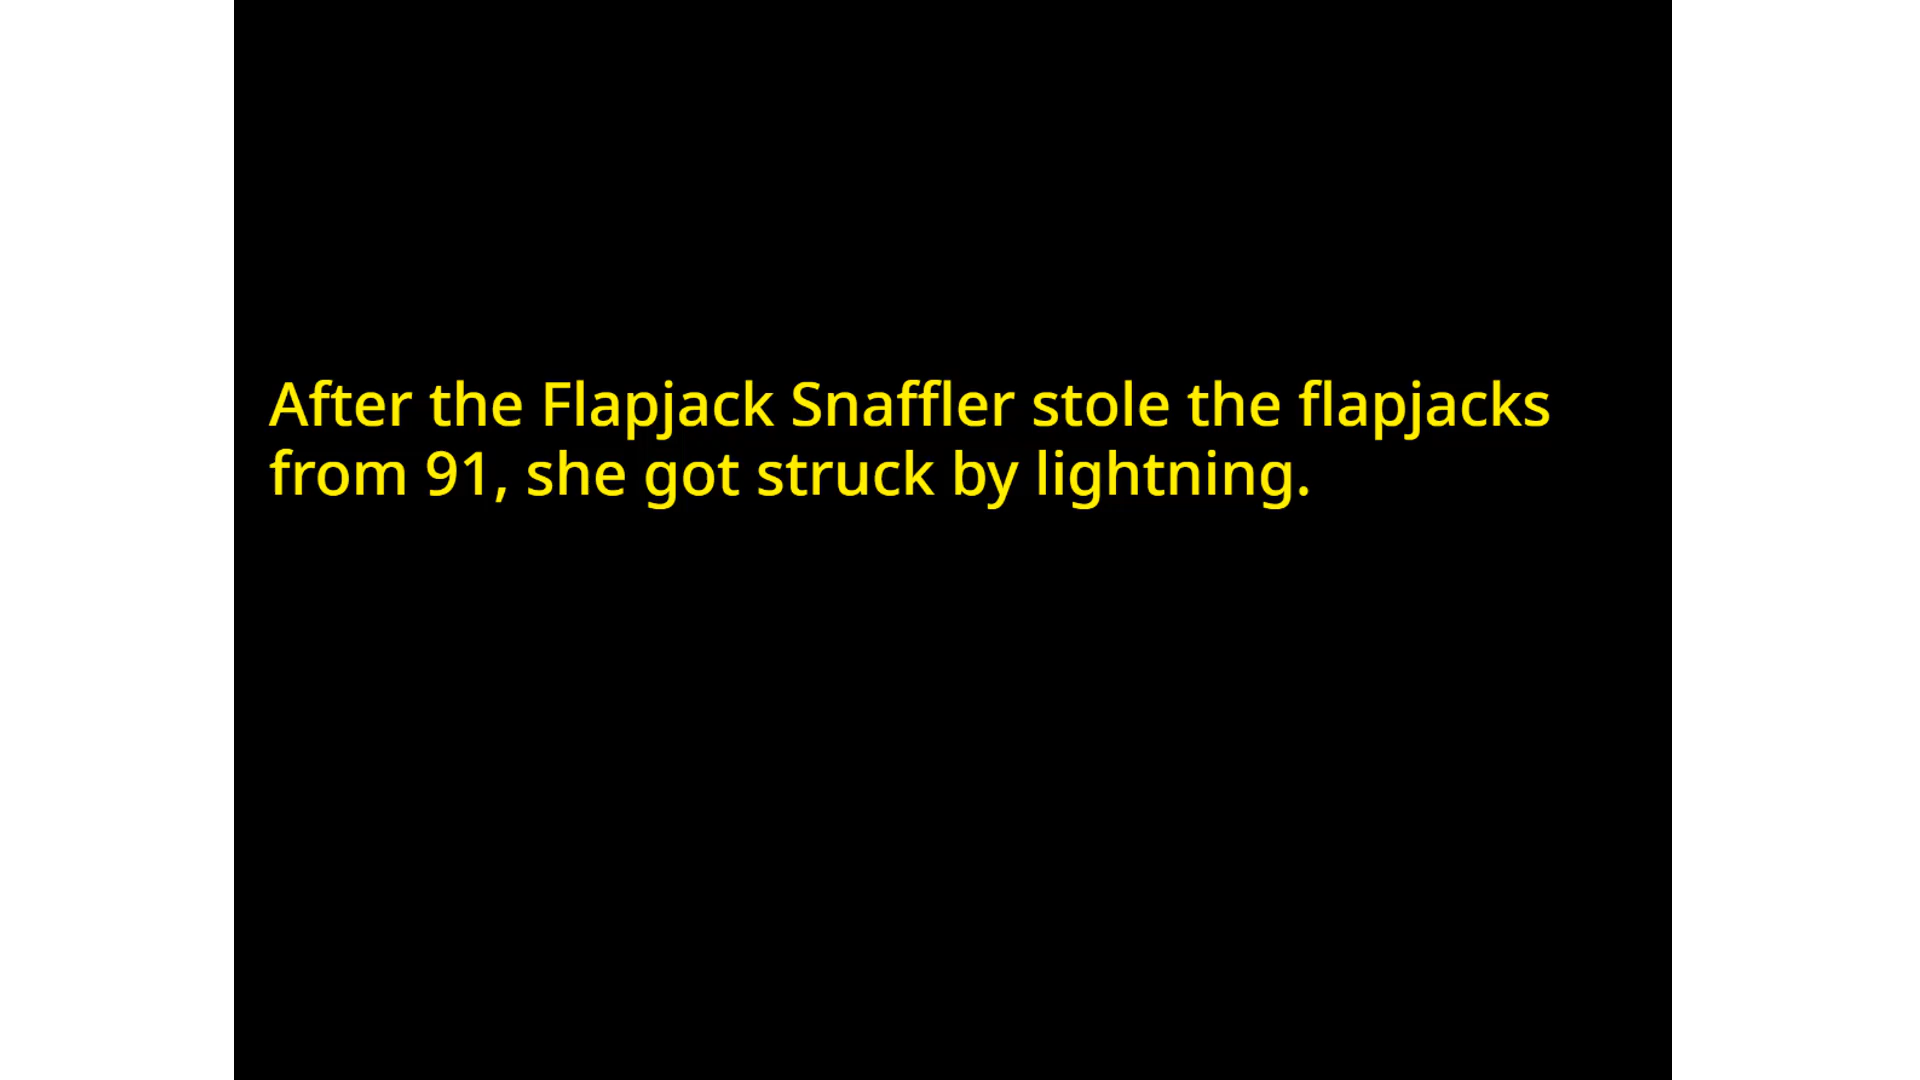 After the Flapjack Snaffler stole the flapjacks
from 91, she got struck by lightning.